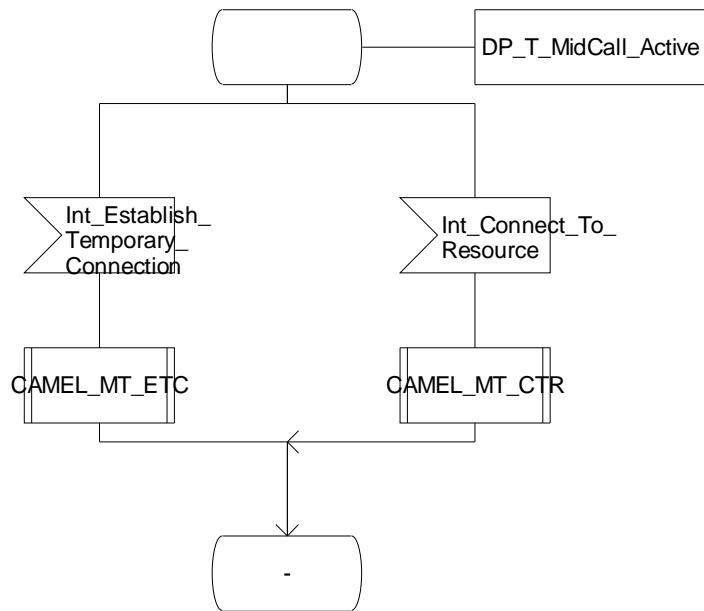 DP_T_MidCall_Active
Int_Establish_
Temporary_
Connection
Int_Connect_To_
Resource
CAMEL_MT_ETC
CAMEL_MT_CTR
-